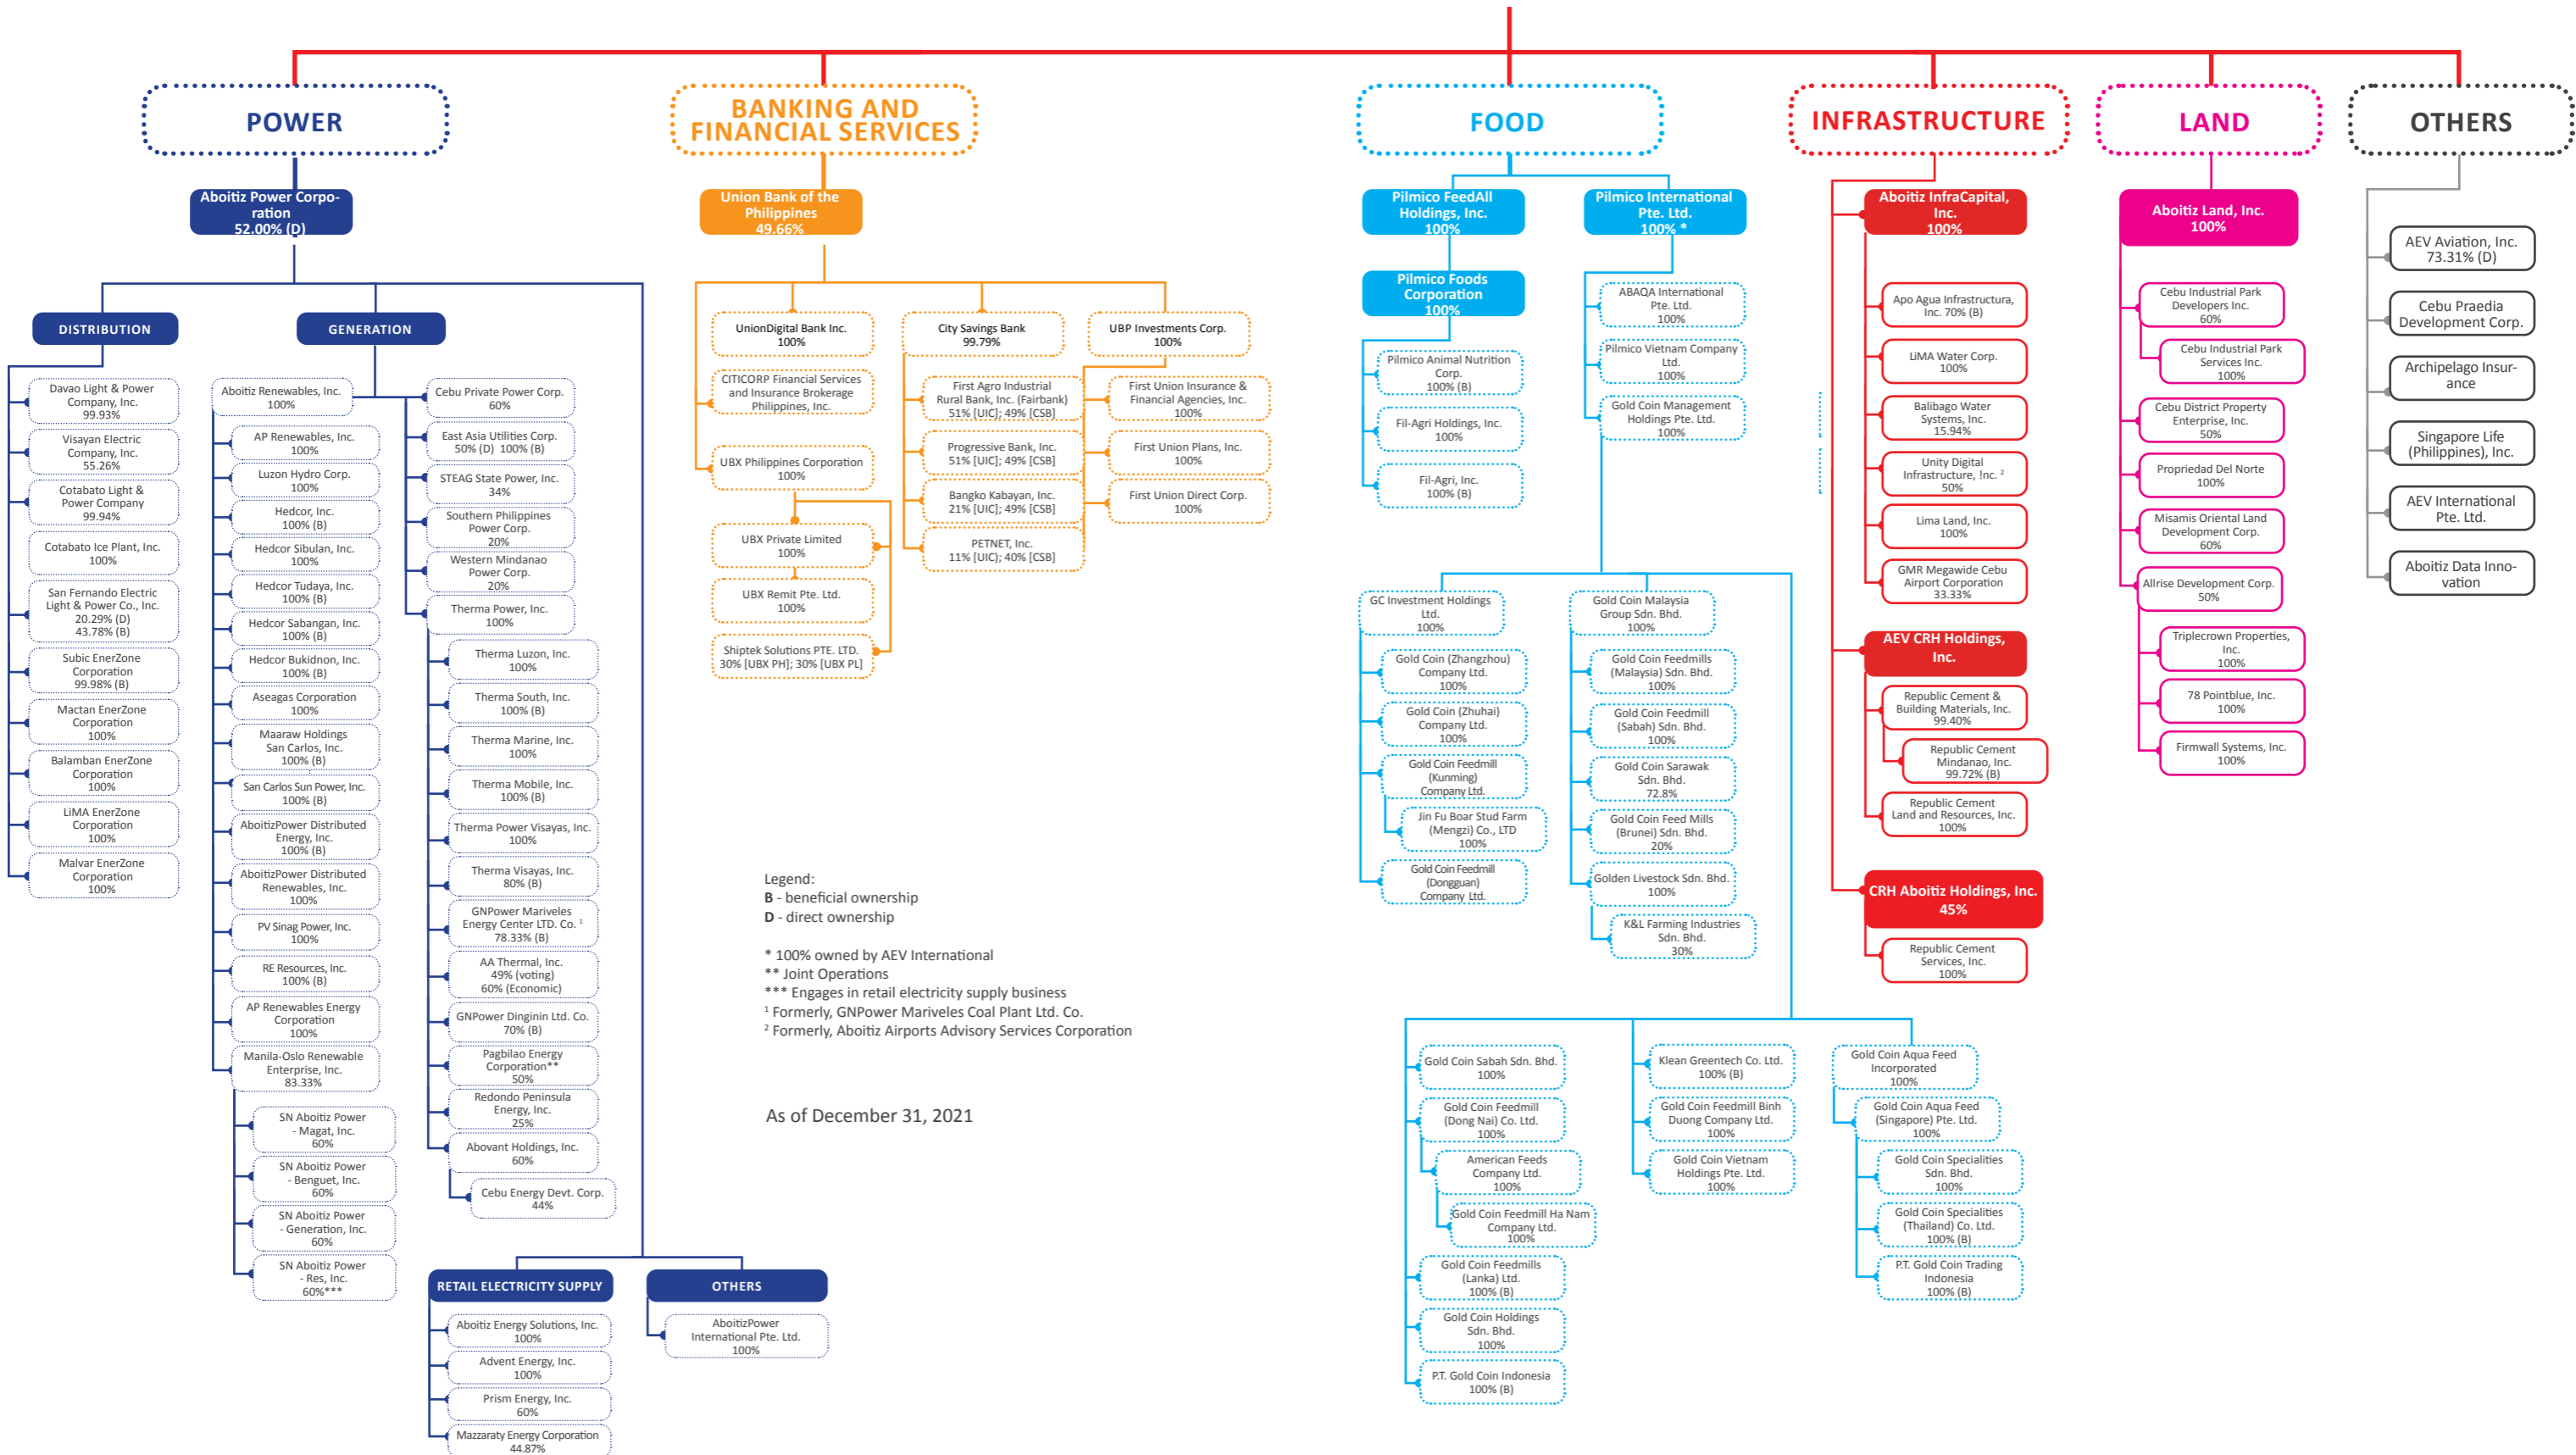 POWER
Aboitiz Power Corpo-
ration
52.00% (D)
DISTRIBUTION
Davao Light & Power
Company, Inc.
99.93%
Visayan Electric
Company, Inc.
55.26%
Cotabato Light &
Power Company
99.94%
Cotabato Ice Plant, Inc.
100%
San Fernando Electric
Light & Power Co., Inc.
20.29% (D)
43.78% (B)
Subic EnerZone
Corporation
99.98% (B)
Mactan EnerZone
Corporation
100%
Balamban EnerZone
Corporation
100%
LiMA EnerZone
Corporation
100%
Malvar EnerZone
Corporation
100%
GENERATION
Aboitiz Renewables, Inc.
100%
AP Renewables, Inc.
100%
Luzon Hydro Corp.
100%
Hedcor, Inc.
100% (B)
Hedcor Sibulan, Inc.
100%
Hedcor Tudaya, Inc.
100% (B)
Hedcor Sabangan, Inc.
100% (B)
Hedcor Bukidnon, Inc.
100% (B)
Aseagas Corporation
100%
Maaraw Holdings
San Carlos, Inc.
100% (B)
San Carlos Sun Power, Inc.
100% (B)
AboitizPower Distributed
Energy, Inc.
100% (B)
AboitizPower Distributed
Renewables, Inc.
100%
PV Sinag Power, Inc.
100%
RE Resources, Inc.
100% (B)
AP Renewables Energy
Corporation
100%
Manila-Oslo Renewable
Enterprise, Inc.
83.33%
SN Aboitiz Power
- Magat, Inc.
60%
SN Aboitiz Power
- Benguet, Inc.
60%
SN Aboitiz Power
- Generation, Inc.
60%
SN Aboitiz Power
- Res, Inc.
60%***
Cebu Private Power Corp.
60%
East Asia Utilities Corp.
50% (D) 100% (B)
STEAG State Power, Inc.
34%
Southern Philippines
Power Corp.
20%
Western Mindanao
Power Corp.
20%
Therma Power, Inc.
100%
Therma Luzon, Inc.
100%
Therma South, Inc.
100% (B)
Therma Marine, Inc.
100%
Therma Mobile, Inc.
100% (B)
Therma Power Visayas, Inc.
100%
Therma Visayas, Inc.
80% (B)
GNPower Mariveles
Energy Center LTD. Co. 1
78.33% (B)
AA Thermal, Inc.
49% (voting)
60% (Economic)
GNPower Dinginin Ltd. Co.
70% (B)
Pagbilao Energy
Corporation**
50%
Redondo Peninsula
Energy, Inc.
25%
Abovant Holdings, Inc.
60%
Cebu Energy Devt. Corp.
44%
RETAIL ELECTRICITY SUPPLY
Aboitiz Energy Solutions, Inc.
100%
Advent Energy, Inc.
100%
Prism Energy, Inc.
60%
Mazzaraty Energy Corporation
44.87%
OTHERS
AboitizPower
International Pte. Ltd.
100%
BANKING AND
FINANCIAL SERVICES
Union Bank of the
Philippines
49.66%
UnionDigital Bank Inc.
100%
CITICORP Financial Services
and Insurance Brokerage
Philippines, Inc.
UBX Philippines Corporation
100%
UBX Private Limited
100%
UBX Remit Pte. Ltd.
100%
Shiptek Solutions PTE. LTD.
30% [UBX PH]; 30% [UBX PL]
City Savings Bank
99.79%
First Agro Industrial
Rural Bank, Inc. (Fairbank)
51% [UIC]; 49% [CSB]
Progressive Bank, Inc.
51% [UIC]; 49% [CSB]
Bangko Kabayan, Inc.
21% [UIC]; 49% [CSB]
PETNET, Inc.
11% [UIC]; 40% [CSB]
UBP Investments Corp.
100%
First Union Insurance &
Financial Agencies, Inc.
100%
First Union Plans, Inc.
100%
First Union Direct Corp.
100%
Legend:
B - beneficial ownership
D - direct ownership
* 100% owned by AEV International
** Joint Operations
*** Engages in retail electricity supply business
1 Formerly, GNPower Mariveles Coal Plant Ltd. Co.
2 Formerly, Aboitiz Airports Advisory Services Corporation
As of December 31, 2021
FOOD
Pilmico FeedAll
Holdings, Inc.
100%
Pilmico Foods
Corporation
100%
Pilmico Animal Nutrition
Corp.
100% (B)
Fil-Agri Holdings, Inc.
100%
Fil-Agri, Inc.
100% (B)
Pilmico International
Pte. Ltd.
100% *
ABAQA International
Pte. Ltd.
100%
Pilmico Vietnam Company
Ltd.
100%
Gold Coin Management
Holdings Pte. Ltd.
100%
GC Investment Holdings
Ltd.
100%
Gold Coin (Zhangzhou)
Company Ltd.
100%
Gold Coin (Zhuhai)
Company Ltd.
100%
Gold Coin Feedmill
(Kunming)
Company Ltd.
Jin Fu Boar Stud Farm
(Mengzi) Co., LTD
100%
Gold Coin Feedmill
(Dongguan)
Company Ltd.
Gold Coin Malaysia
Group Sdn. Bhd.
100%
Gold Coin Feedmills
(Malaysia) Sdn. Bhd.
100%
Gold Coin Feedmill
(Sabah) Sdn. Bhd.
100%
Gold Coin Sarawak
Sdn. Bhd.
72.8%
Gold Coin Feed Mills
(Brunei) Sdn. Bhd.
20%
Golden Livestock Sdn. Bhd.
100%
K&L Farming Industries
Sdn. Bhd.
30%
Gold Coin Sabah Sdn. Bhd.
100%
Gold Coin Feedmill
(Dong Nai) Co. Ltd.
100%
American Feeds
Company Ltd.
100%
Gold Coin Feedmill Ha Nam
Company Ltd.
100%
Gold Coin Feedmills
(Lanka) Ltd.
100% (B)
Gold Coin Holdings
Sdn. Bhd.
100%
P.T. Gold Coin Indonesia
100% (B)
Klean Greentech Co. Ltd.
100% (B)
Gold Coin Feedmill Binh
Duong Company Ltd.
100%
Gold Coin Vietnam
Holdings Pte. Ltd.
100%
Gold Coin Aqua Feed
Incorporated
100%
Gold Coin Aqua Feed
(Singapore) Pte. Ltd.
100%
Gold Coin Specialities
Sdn. Bhd.
100%
Gold Coin Specialities
(Thailand) Co. Ltd.
100% (B)
P.T. Gold Coin Trading
Indonesia
100% (B)
INFRASTRUCTURE
Aboitiz InfraCapital,
Inc.
100%
Apo Agua Infrastructura,
Inc. 70% (B)
LiMA Water Corp.
100%
Balibago Water
Systems, Inc.
15.94%
Unity Digital
Infrastructure, !nc. 2
50%
Lima Land, Inc.
100%
GMR Megawide Cebu
Airport Corporation
33.33%
AEV CRH Holdings,
Inc.
Republic Cement &
Building Materials, Inc.
99.40%
Republic Cement
Mindanao, Inc.
99.72% (B)
Republic Cement
Land and Resources, Inc.
100%
CRH Aboitiz Holdings, Inc.
45%
Republic Cement
Services, Inc.
100%
LAND
Aboitiz Land, Inc.
100%
Cebu Industrial Park
Developers Inc.
60%
Cebu Industrial Park
Services Inc.
100%
Cebu District Property
Enterprise, Inc.
50%
Propriedad Del Norte
100%
Misamis Oriental Land
Development Corp.
60%
Allrise Development Corp.
50%
Triplecrown Properties,
Inc.
100%
78 Pointblue, Inc.
100%
Firmwall Systems, Inc.
100%
OTHERS
AEV Aviation, Inc.
73.31% (D)
Cebu Praedia
Development Corp.
Archipelago Insur-
ance
Singapore Life
(Philippines), Inc.
AEV International
Pte. Ltd.
Aboitiz Data Inno-
vation